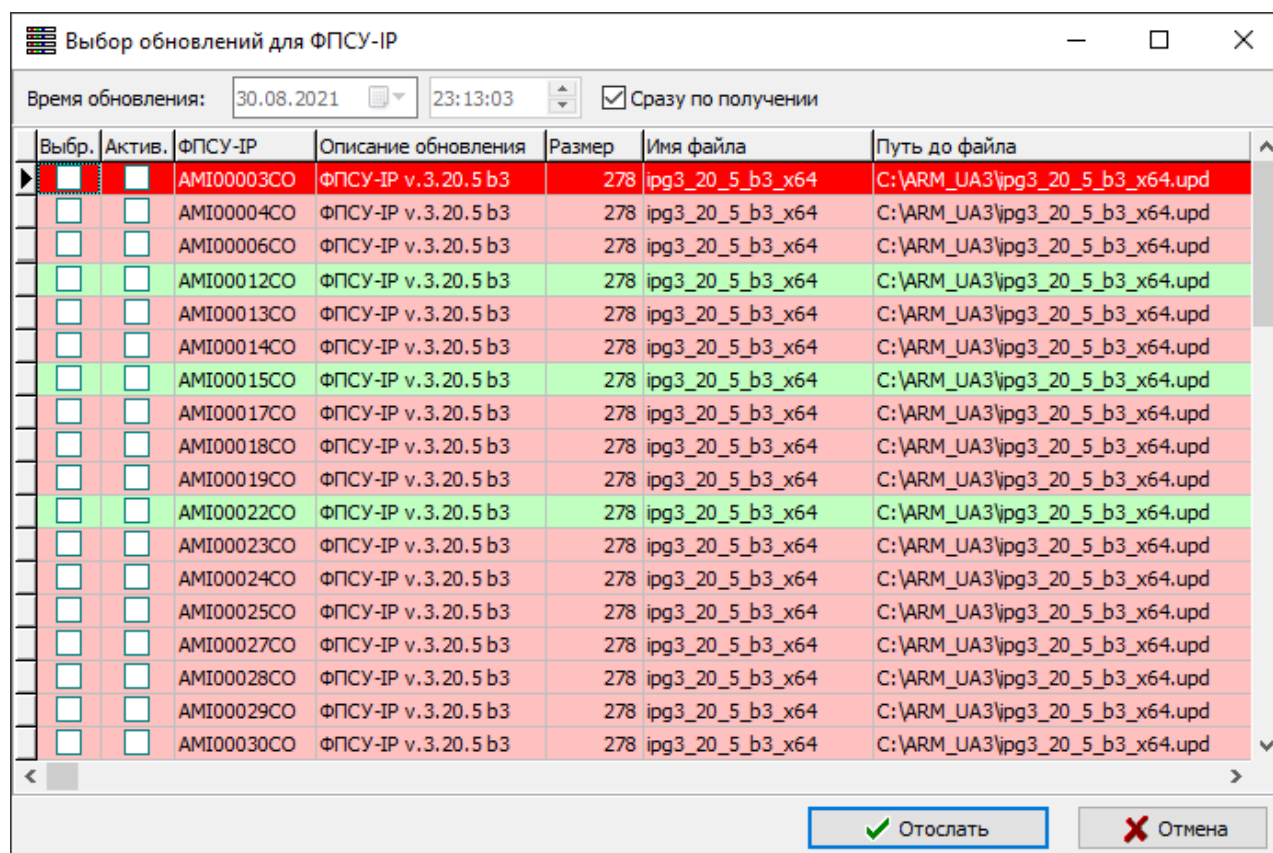 Выбор обновлений для ФПСУ-IP
Время обновления: 30.08.2021 23:13:03 Сразу по получении
Выбр. Актив. ФПСУ-IP Описание обновления Размер Имя файла Путь до файла
AMI00003CO ФПСУ-IP v.3.20.5 b3 278 ipg3_20_5_b3_x64 C:\ARM_UA3\ipg3_20_5_b3_x64.upd
AMI00004CO ФПСУ-IP v.3.20.5 b3 278 ipg3_20_5_b3_x64 C:\ARM_UA3\ipg3_20_5_b3_x64.upd
AMI00006CO ФПСУ-IP v.3.20.5 b3 278 ipg3_20_5_b3_x64 C:\ARM_UA3\ipg3_20_5_b3_x64.upd
AMI00012CO ФПСУ-IP v.3.20.5 b3 278 ipg3_20_5_b3_x64 C:\ARM_UA3\ipg3_20_5_b3_x64.upd
AMI00013CO ФПСУ-IP v.3.20.5 b3 278 ipg3_20_5_b3_x64 C:\ARM_UA3\ipg3_20_5_b3_x64.upd
AMI00014CO ФПСУ-IP v.3.20.5 b3 278 ipg3_20_5_b3_x64 C:\ARM_UA3\ipg3_20_5_b3_x64.upd
AMI00015CO ФПСУ-IP v.3.20.5 b3 278 ipg3_20_5_b3_x64 C:\ARM_UA3\ipg3_20_5_b3_x64.upd
AMI00017CO ФПСУ-IP v.3.20.5 b3 278 ipg3_20_5_b3_x64 C:\ARM_UA3\ipg3_20_5_b3_x64.upd
AMI00018CO ФПСУ-IP v.3.20.5 b3 278 ipg3_20_5_b3_x64 C:\ARM_UA3\ipg3_20_5_b3_x64.upd
AMI00019CO ФПСУ-IP v.3.20.5 b3 278 ipg3_20_5_b3_x64 C:\ARM_UA3\ipg3_20_5_b3_x64.upd
AMI00022CO ФПСУ-IP v.3.20.5 b3 278 ipg3_20_5_b3_x64 C:\ARM_UA3\ipg3_20_5_b3_x64.upd
AMI00023CO ФПСУ-IP v.3.20.5 b3 278 ipg3_20_5_b3_x64 C:\ARM_UA3\ipg3_20_5_b3_x64.upd
AMI00024CO ФПСУ-IP v.3.20.5 b3 278 ipg3_20_5_b3_x64 C:\ARM_UA3\ipg3_20_5_b3_x64.upd
AMI00025CO ФПСУ-IP v.3.20.5 b3 278 ipg3_20_5_b3_x64 C:\ARM_UA3\ipg3_20_5_b3_x64.upd
AMI00027CO ФПСУ-IP v.3.20.5 b3 278 ipg3_20_5_b3_x64 C:\ARM_UA3\ipg3_20_5_b3_x64.upd
AMI00028CO ФПСУ-IP v.3.20.5 b3 278 ipg3_20_5_b3_x64 C:\ARM_UA3\ipg3_20_5_b3_x64.upd
AMI00029CO ФПСУ-IP v.3.20.5 b3 278 ipg3_20_5_b3_x64 C:\ARM_UA3\ipg3_20_5_b3_x64.upd
AMI00030CO ФПСУ-IP v.3.20.5 b3 278 ipg3_20_5_b3_x64 C:\ARM_UA3\ipg3_20_5_b3_x64.upd
Отослать Отмена